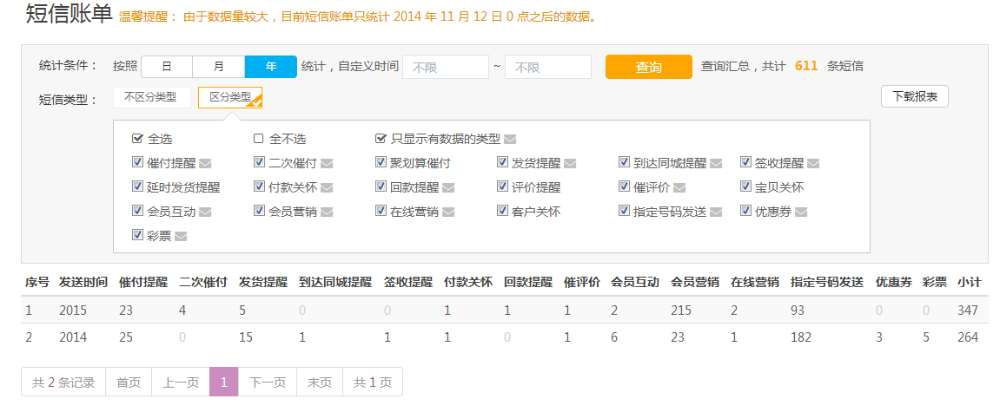 短信账单 温馨提醒： 由于数据量较大，目前短信账单只统计 2014 年 11 月 12 日 0 点之后的数据。
统计条件： 按照 日 月 年 统计，自定义时间 不限 ~ 不限 查询 查询汇总，共计 611 条短信
短信类型： 不区分类型 区分类型 下载报表
全选 全不选 只显示有数据的类型
催付提醒 二次催付 聚划算催付 发货提醒 到达同城提醒 签收提醒
延时发货提醒 付款关怀 回款提醒 评价提醒 催评价 宝贝关怀
会员互动 会员营销 在线营销 客户关怀 指定号码发送 优惠券
彩票
序号 发送时间 催付提醒 二次催付 发货提醒 到达同城提醒 签收提醒 付款关怀 回款提醒 催评价 会员互动 会员营销 在线营销 指定号码发送 优惠券 彩票 小计
1 2015 23 4 5 0 0 1 1 1 2 215 2 93 0 0 347
2 2014 25 0 15 1 1 1 0 1 6 23 1 182 3 5 264
共 2 条记录 首页 上一页 1 下一页 末页 共 1 页